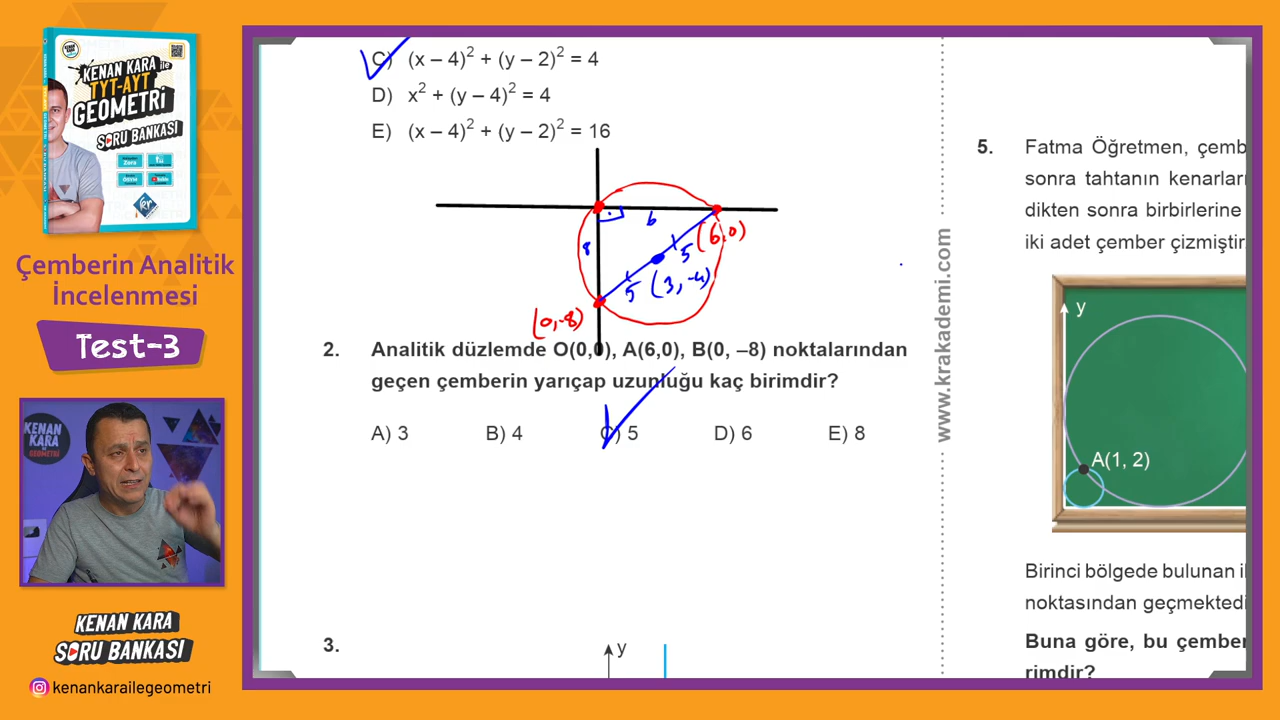 KENAN KARA ile
TYT-AYT
GEOMETRİ
SORU BANKASI
Çemberin Analitik
İncelenmesi
Test-3
KENAN
KARA
GEOMETRİ
KENAN KARA
SORU BANKASI
kenankarailegeometri
C) (x – 4)² + (y – 2)² = 4
D) x² + (y – 4)² = 4
E) (x – 4)² + (y – 2)² = 16
6
8
(6,0)
5
5
(3,-4)
(0,-8)
2. Analitik düzlemde O(0,0), A(6,0), B(0, –8) noktalarından
geçen çemberin yarıçap uzunluğu kaç birimdir?
A) 3 B) 4 C) 5 D) 6 E) 8
3.
y
www.krakademi.com
5. Fatma Öğretmen, çemb
sonra tahtanın kenarları
dikten sonra birbirlerine
iki adet çember çizmiştir.
y
A(1, 2)
Birinci bölgede bulunan i
noktasından geçmektedi
Buna göre, bu çember
rimdir?